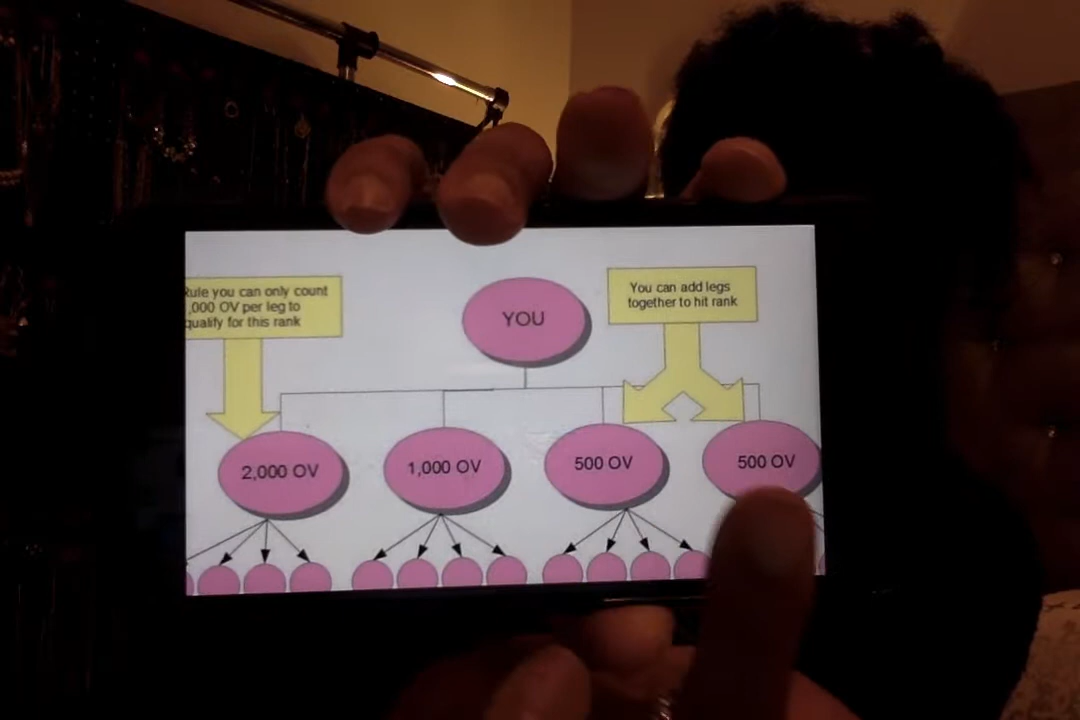 Rule you can only count
,000 OV per leg to
qualify for this rank
YOU
You can add legs
together to hit rank
2,000 OV
1,000 OV
500 OV
500 OV